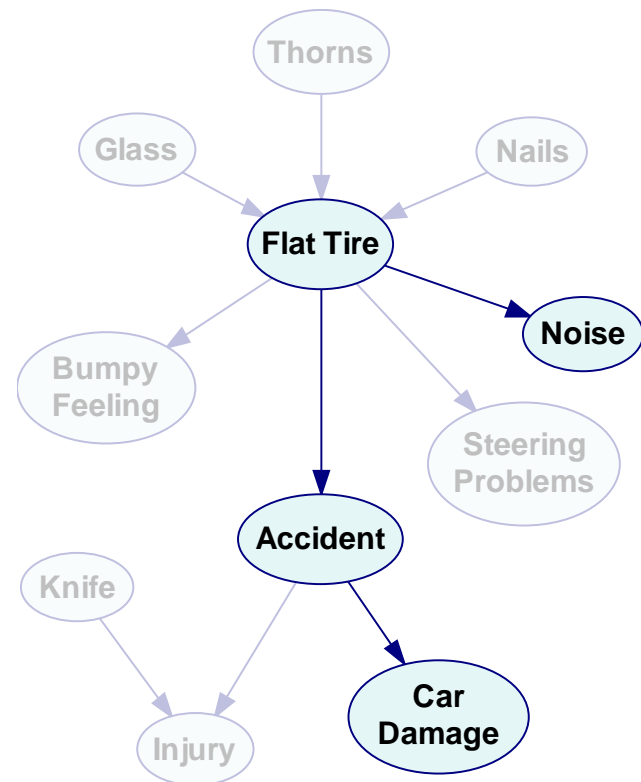 Thorns
Glass
Nails
Flat Tire
Noise
Bumpy
Feeling
Steering
Problems
Accident
Knife
Car
Damage
Injury